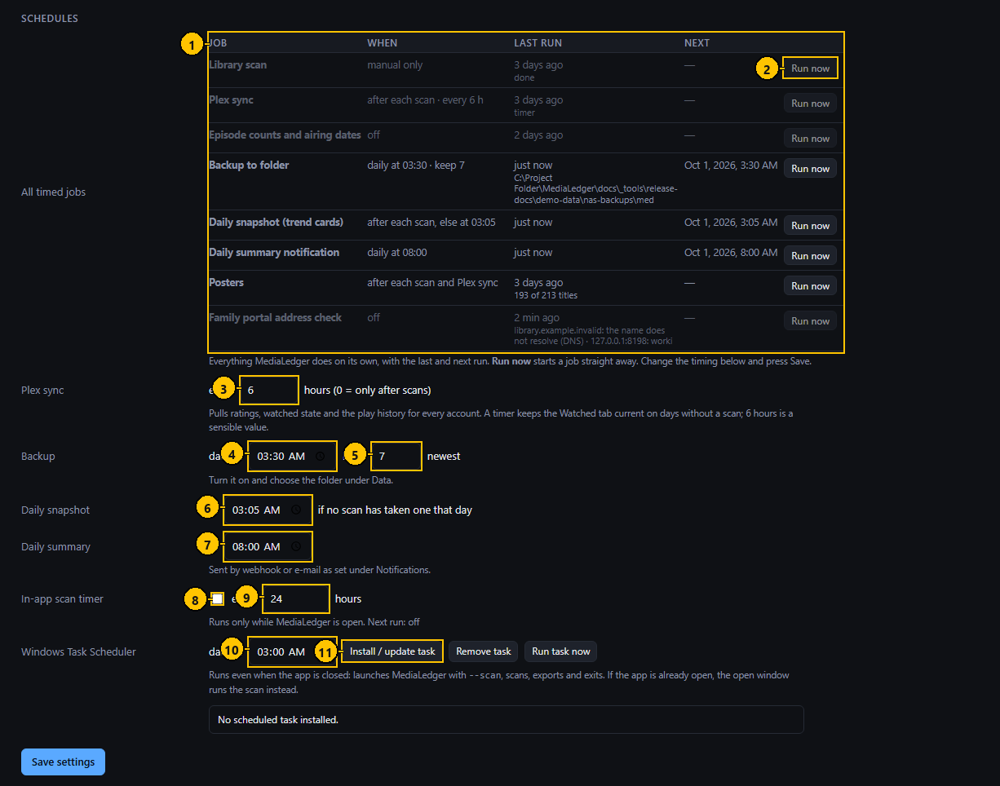 SCHEDULES
JOB WHEN LAST RUN NEXT
1
Library scan manual only 3 days ago — 2 Run now
done
Plex sync after each scan · every 6 h 3 days ago — Run now
timer
Episode counts and airing dates off 2 days ago — Run now
All timed jobs
Backup to folder daily at 03:30 · keep 7 just now Oct 1, 2026, 3:30 AM Run now
C:\Project
Folder\MediaLedger\docs\_tools\release-
docs\demo-data\nas-backups\med
Daily snapshot (trend cards) after each scan, else at 03:05 just now Oct 1, 2026, 3:05 AM Run now
Daily summary notification daily at 08:00 just now Oct 1, 2026, 8:00 AM Run now
Posters after each scan and Plex sync 3 days ago — Run now
193 of 213 titles
Family portal address check off 2 min ago — Run now
library.example.invalid: the name does
not resolve (DNS) · 127.0.0.1:8198: worki
Everything MediaLedger does on its own, with the last and next run. Run now starts a job straight away. Change the timing below and press Save.
Plex sync 3 6 hours (0 = only after scans)
Pulls ratings, watched state and the play history for every account. A timer keeps the Watched tab current on days without a scan; 6 hours is a
sensible value.
Backup da 4 03:30 AM 5 7 newest
Turn it on and choose the folder under Data.
Daily snapshot 6 03:05 AM if no scan has taken one that day
Daily summary 7 08:00 AM
Sent by webhook or e-mail as set under Notifications.
In-app scan timer 8 e 9 24 hours
Runs only while MediaLedger is open. Next run: off
Windows Task Scheduler da 10 03:00 AM 11 Install / update task Remove task Run task now
Runs even when the app is closed: launches MediaLedger with --scan, scans, exports and exits. If the app is already open, the open window
runs the scan instead.
No scheduled task installed.
Save settings